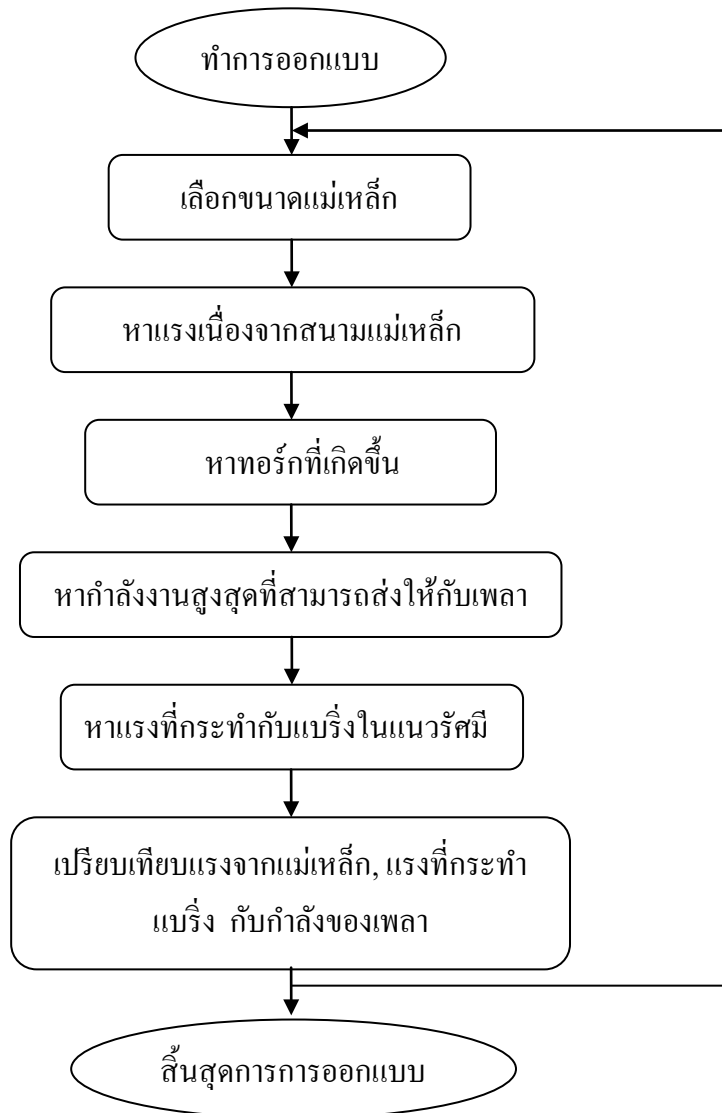 ทำการออกแบบ
เลือกขนาดแม่เหล็ก
หาแรงเนื่องจากสนามแม่เหล็ก
หาทอร์กที่เกิดขึ้น
หากำลังงานสูงสุดที่สามารถส่งให้กับเพลา
หาแรงที่กระทำกับแบริ่งในแนวรัศมี
เปรียบเทียบแรงจากแม่เหล็ก, แรงที่กระทำ
แบริ่ง กับกำลังของเพลา
สิ้นสุดการการออกแบบ